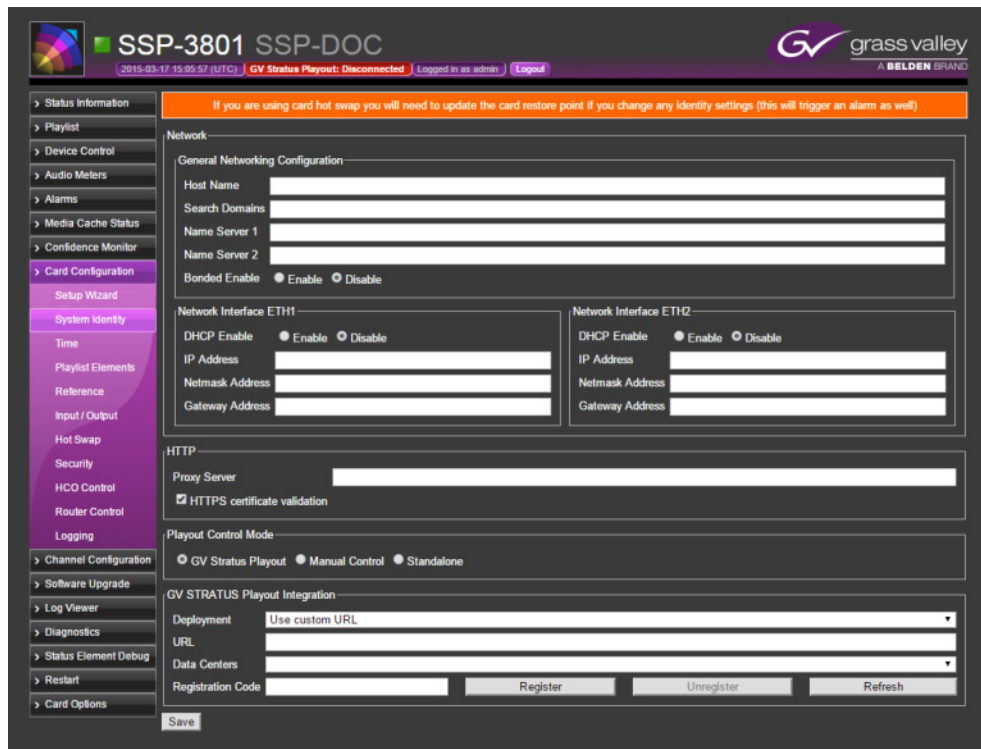 SSP-3801 SSP-DOC
2015-03-17 15:05:57 (UTC) GV Stratus Playout: Disconnected Logged in as admin Logout
GV grass valley
A BELDEN BRAND
> Status Information
> Playlist
> Device Control
> Audio Meters
> Alarms
> Media Cache Status
> Confidence Monitor
> Card Configuration
Setup Wizard
System Identity
Time
Playlist Elements
Reference
Input / Output
Hot Swap
Security
HCO Control
Router Control
Logging
> Channel Configuration
> Software Upgrade
> Log Viewer
> Diagnostics
> Status Element Debug
> Restart
> Card Options
If you are using card hot swap you will need to update the card restore point if you change any identity settings (this will trigger an alarm as well)
Network
General Networking Configuration
Host Name
Search Domains
Name Server 1
Name Server 2
Bonded Enable Enable Disable
Network Interface ETH1
DHCP Enable Enable Disable
IP Address
Netmask Address
Gateway Address
Network Interface ETH2
DHCP Enable Enable Disable
IP Address
Netmask Address
Gateway Address
HTTP
Proxy Server
HTTPS certificate validation
Playout Control Mode
GV Stratus Playout Manual Control Standalone
GV STRATUS Playout Integration
Deployment Use custom URL
URL
Data Centers
Registration Code Register Unregister Refresh
Save